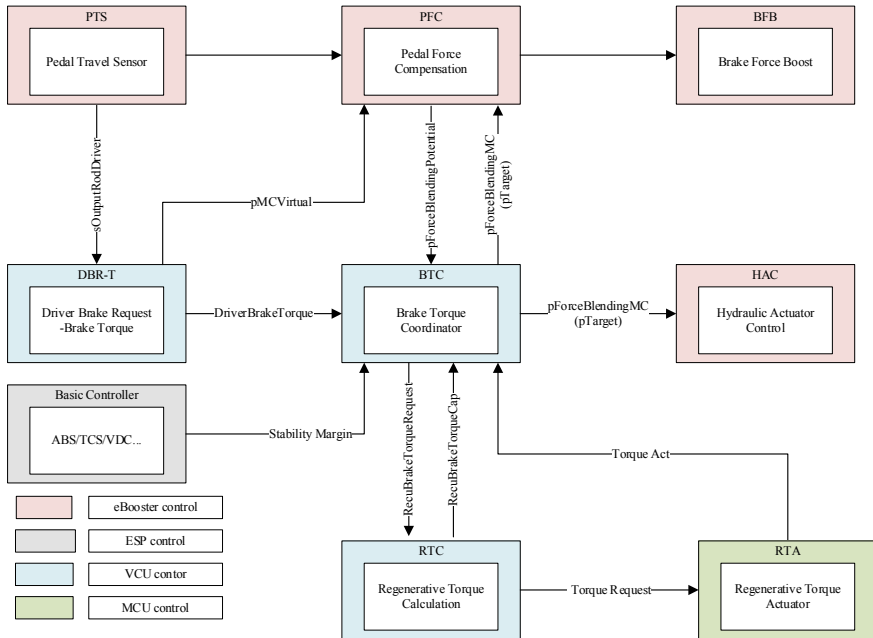 PTS
Pedal Travel Sensor
PFC
Pedal Force
Compensation
BFB
Brake Force Boost
sOutputRodDriver
pMCVirtual
pForceBlendingPotential
pForceBlendingMC
(pTarget)
DBR-T
Driver Brake Request
-Brake Torque
DriverBrakeTorque
BTC
Brake Torque
Coordinator
pForceBlendingMC
(pTarget)
HAC
Hydraulic Actuator
Control
Basic Controller
ABS/TCS/VDC...
Stability Margin
RecuBrakeTorqueRequest
RecuBrakeTorqueCap
Torque Act
eBooster control
ESP control
VCU contor
MCU control
RTC
Regenerative Torque
Calculation
Torque Request
RTA
Regenerative Torque
Actuator